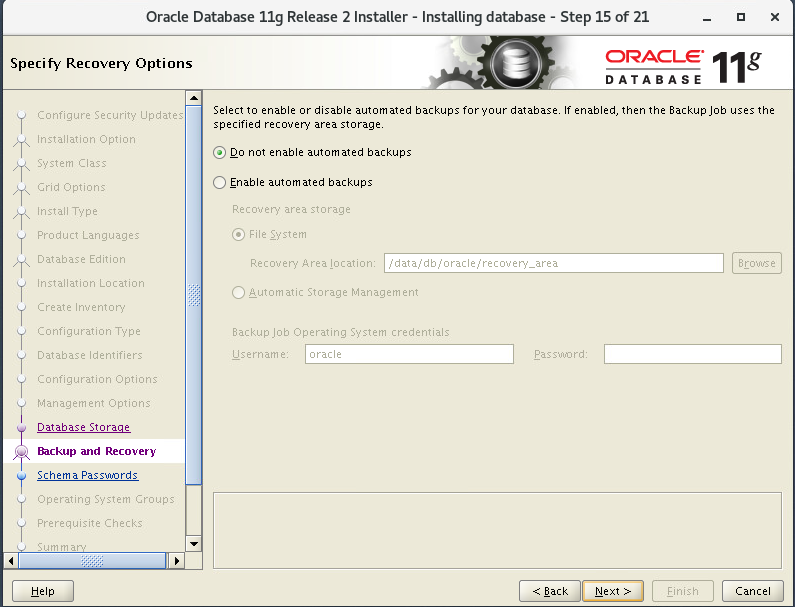 Oracle Database 11g Release 2 Installer - Installing database - Step 15 of 21
Specify Recovery Options
ORACLE
DATABASE
11g
Configure Security Updates
Installation Option
System Class
Grid Options
Install Type
Product Languages
Database Edition
Installation Location
Create Inventory
Configuration Type
Database Identifiers
Configuration Options
Management Options
Database Storage
Backup and Recovery
Schema Passwords
Operating System Groups
Prerequisite Checks
Summary
Select to enable or disable automated backups for your database. If enabled, then the Backup Job uses the
specified recovery area storage.
Do not enable automated backups
Enable automated backups
Recovery area storage
File System
Recovery Area location: /data/db/oracle/recovery_area Browse
Automatic Storage Management
Backup Job Operating System credentials
Username: oracle Password:
Help < Back Next > Finish Cancel